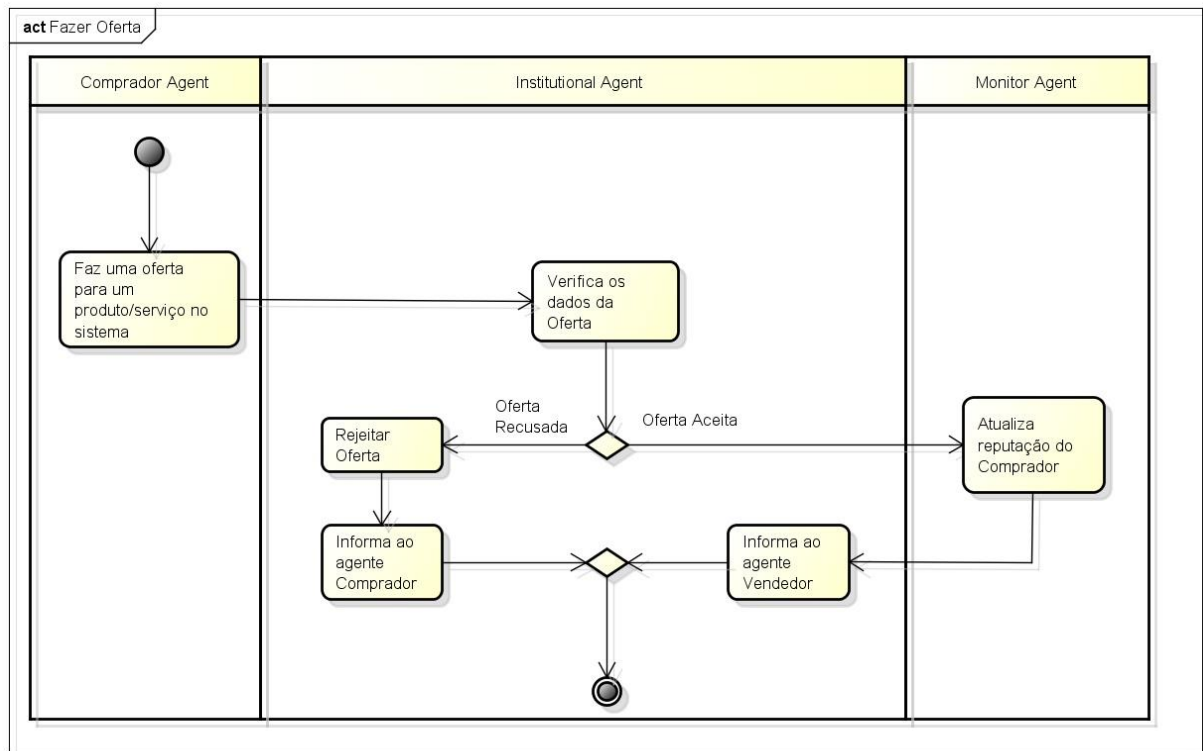 act Fazer Oferta
Comprador Agent
Institutional Agent
Monitor Agent
Faz uma oferta
para um
produto/serviço no
sistema
Verifica os
dados da
Oferta
Oferta
Recusada
Oferta Aceita
Rejeitar
Oferta
Atualiza
reputação do
Comprador
Informa ao
agente
Comprador
Informa ao
agente
Vendedor